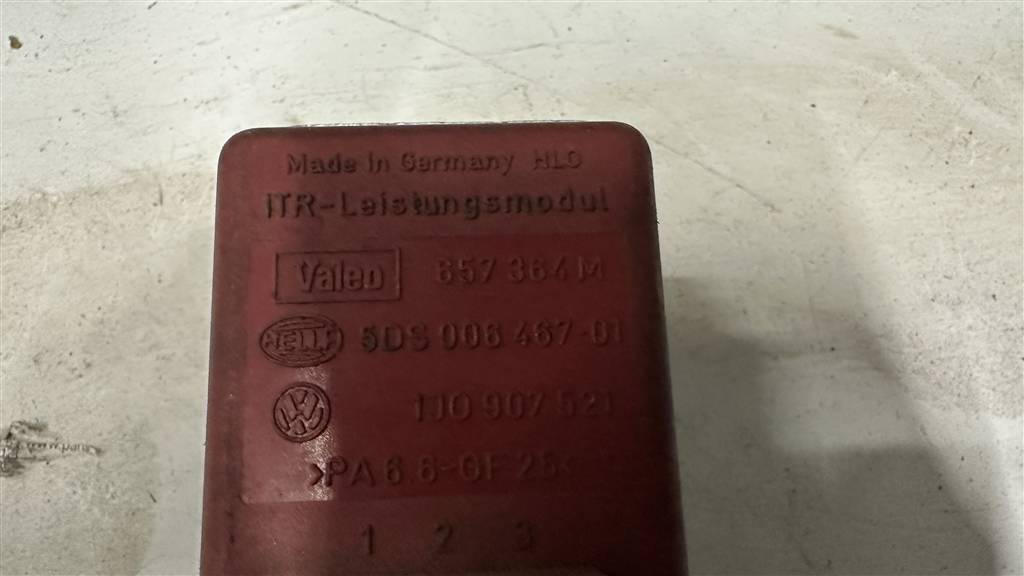 Made in Germany HLO
ITR-Leistungsmodul
Valeo 657 364 M
HELLA 5DS 006 467-01
VW 1J0 907 521
>PA 6.6-GF 25<
1 2 3